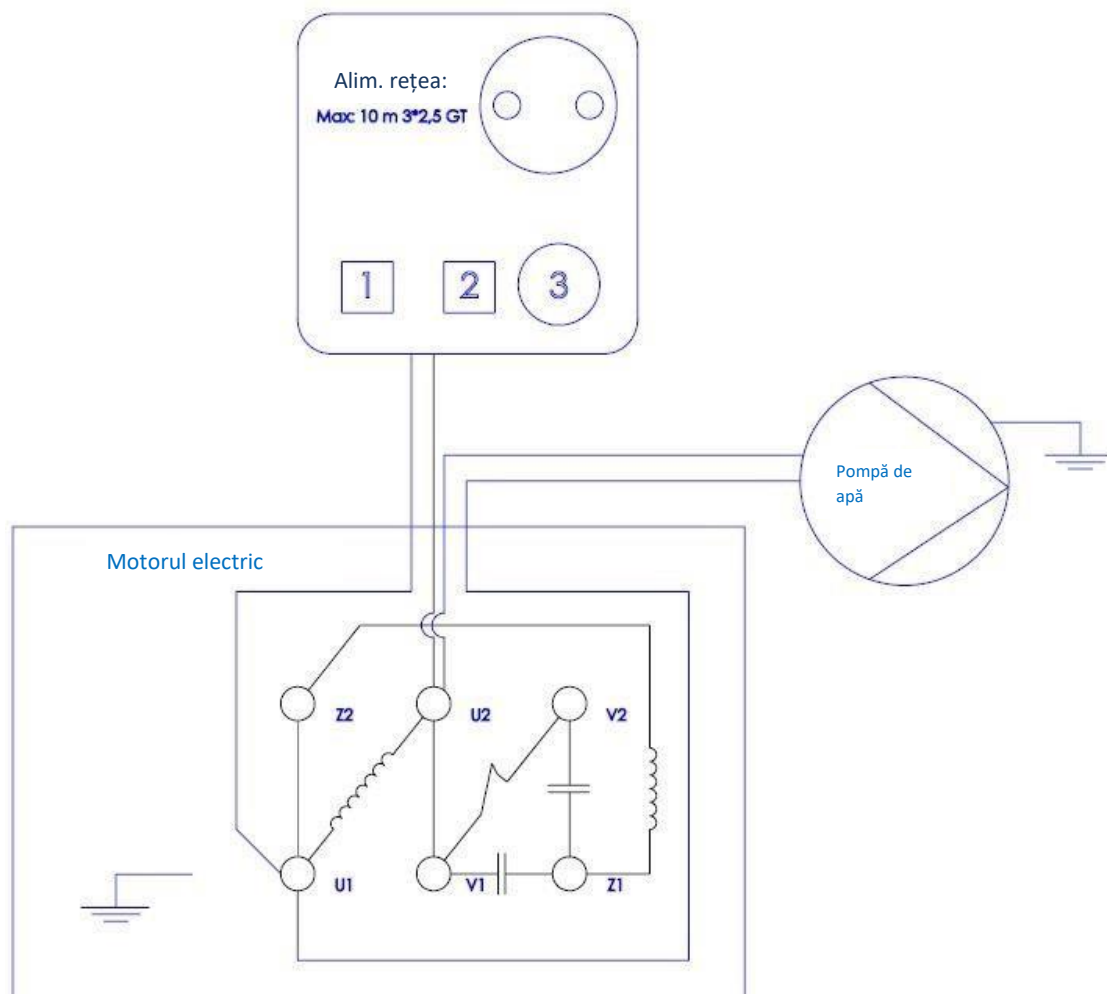 Alim. rețea:
Max: 10 m 3*2,5 GT
1 2 3
Pompă de
apă
Motorul electric
Z2 U2 V2
U1 V1 Z1